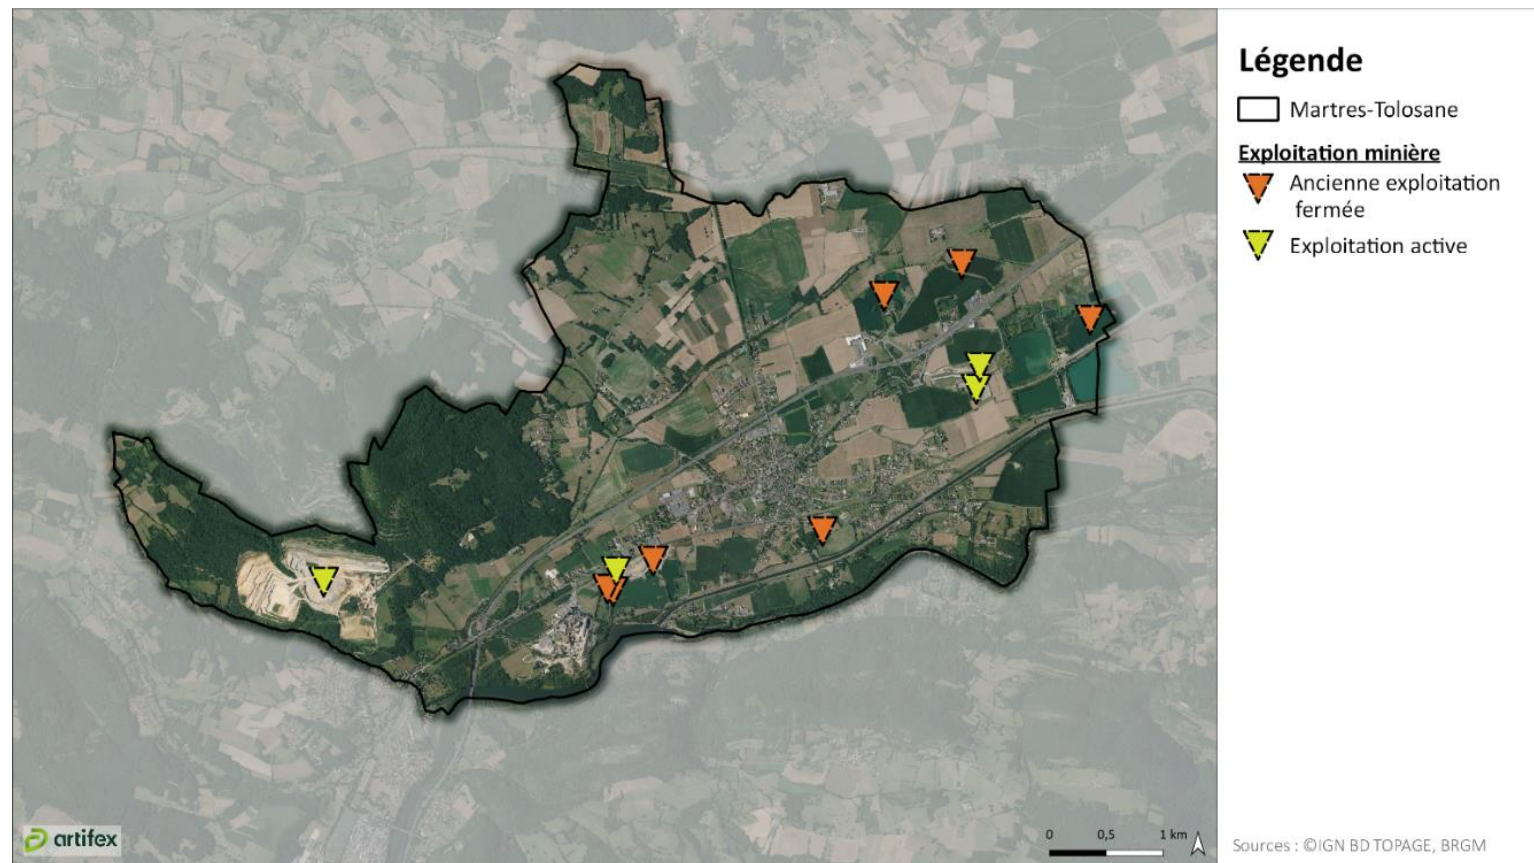 Légende
Martres-Tolosane
Exploitation minière
Ancienne exploitation
fermée
Exploitation active
artifex
0 0,5 1 km
Sources : ©IGN BD TOPAGE, BRGM